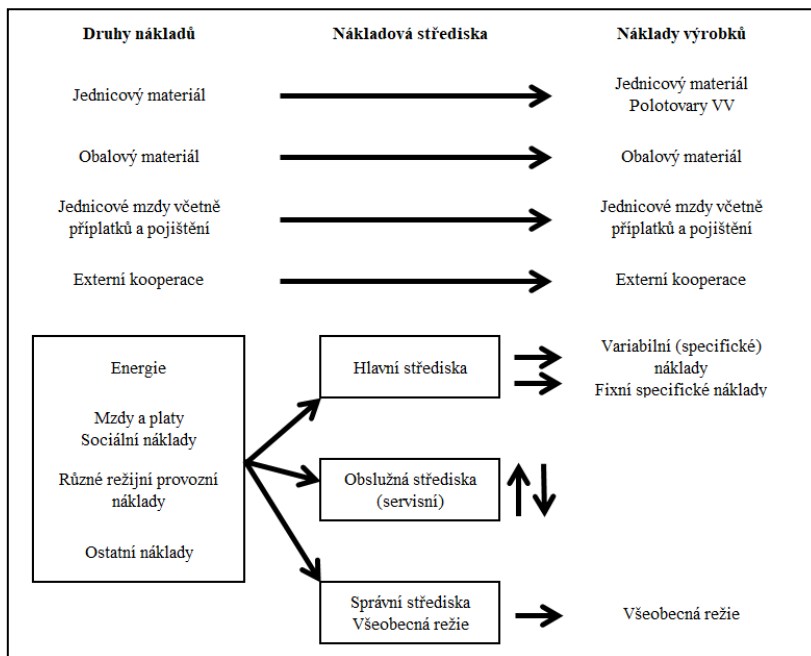 Druhy nákladů
Nákladová střediska
Náklady výrobků
Jednicový materiál
Jednicový materiál
Polotovary VV
Obalový materiál
Obalový materiál
Jednicové mzdy včetně
příplatků a pojištění
Jednicové mzdy včetně
příplatků a pojištění
Externí kooperace
Externí kooperace
Energie
Mzdy a platy
Sociální náklady
Různé režijní provozní
náklady
Ostatní náklady
Hlavní střediska
Variabilní (specifické)
náklady
Fixní specifické náklady
Obslužná střediska
(servisní)
Správní střediska
Všeobecná režie
Všeobecná režie